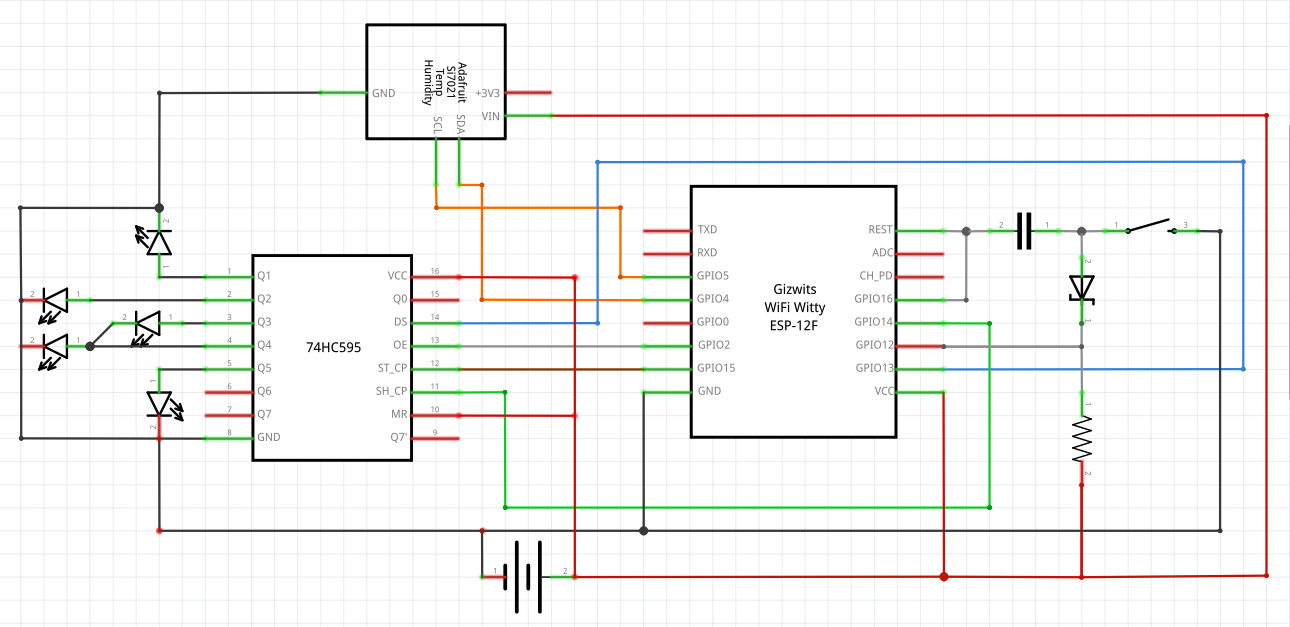 Adafruit
Si7021
Temp
Humidity
GND
+3V3
VIN
SCL
SDA
74HC595
1 Q1
2 Q2
3 Q3
4 Q4
5 Q5
6 Q6
7 Q7
8 GND
VCC 16
Q0 15
DS 14
OE 13
ST_CP 12
SH_CP 11
MR 10
Q7' 9
Gizwits
WiFi Witty
ESP-12F
TXD
RXD
GPIO5
GPIO4
GPIO0
GPIO2
GPIO15
GND
REST
ADC
CH_PD
GPIO16
GPIO14
GPIO12
GPIO13
VCC
2
1
2 1
2 1
2 1
1
2
2 1
1 3
2
1
1
2
1 2